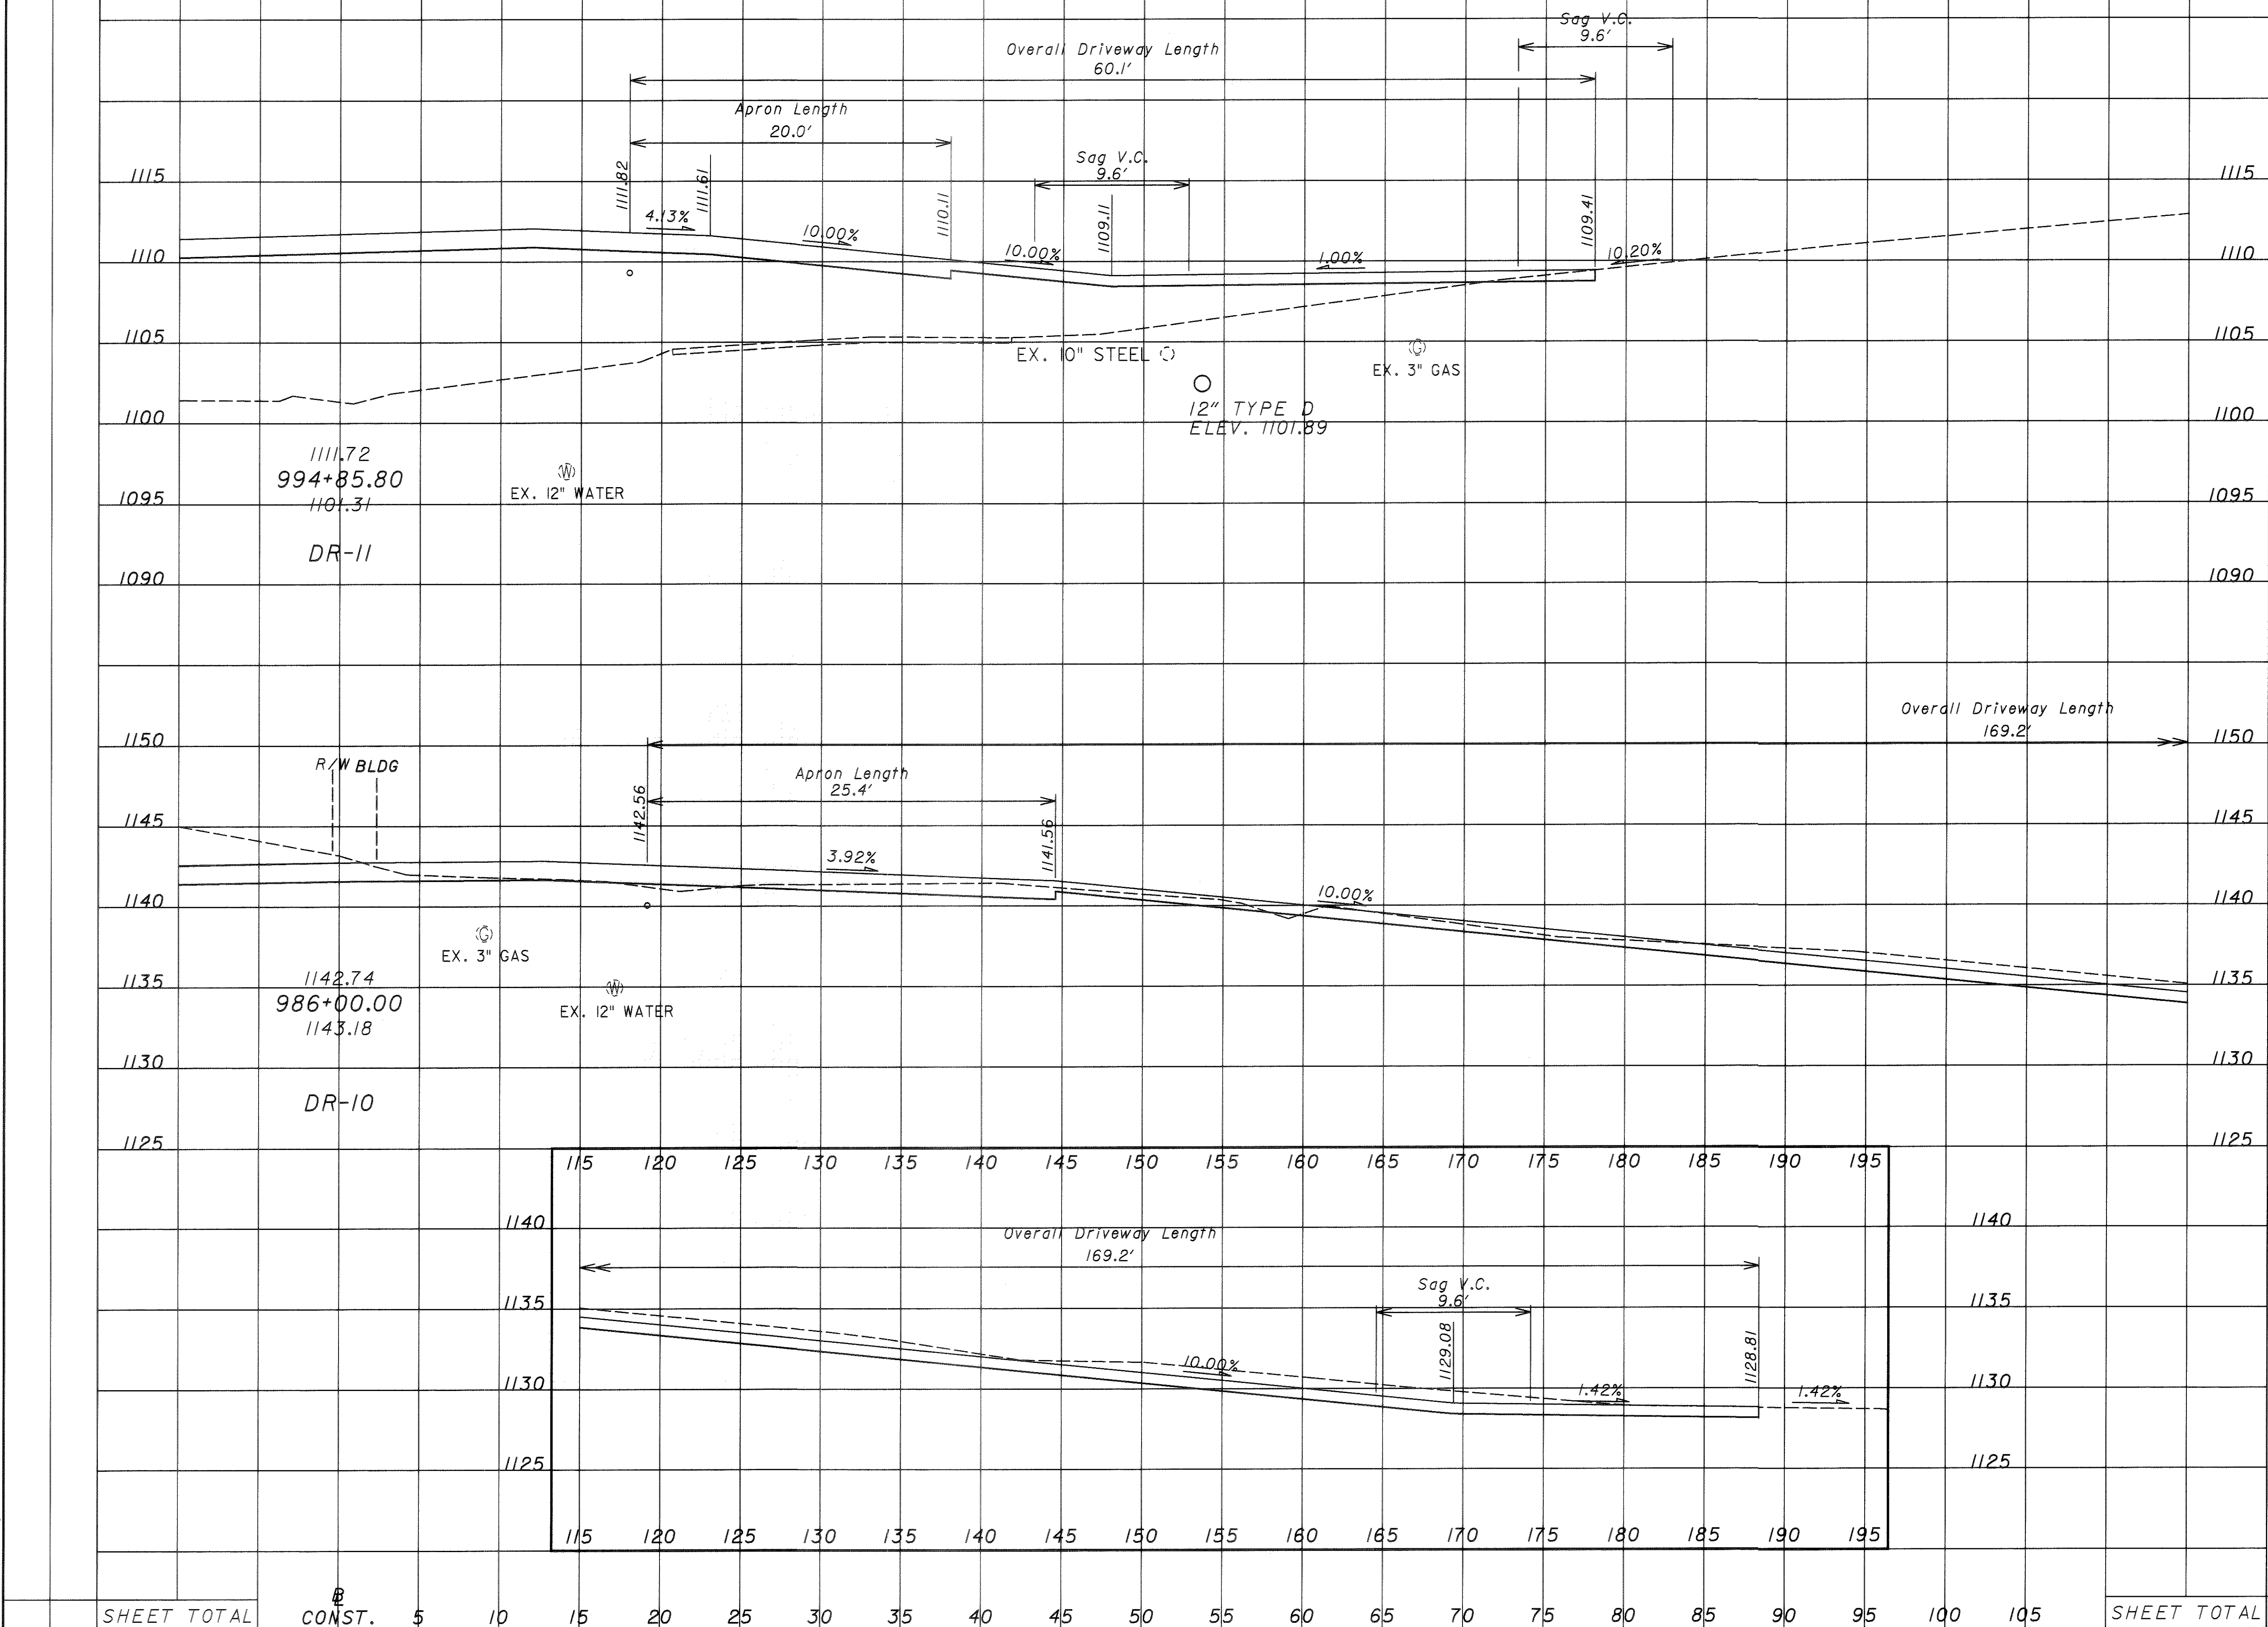 Sag V.C.
9.6'
Overall Driveway Length
60.1'
Apron Length
20.0'
Sag V.C.
9.6'
1115
1115
1111.82
1111.61
1110.11
1109.11
1109.41
4.13%
10.00%
10.00%
1.00%
10.20%
1110
1110
1105
1105
EX. 10" STEEL
G
EX. 3" GAS
12" TYPE D
ELEV. 1101.89
1100
1100
1111.72
994+85.80
1101.31
W
EX. 12" WATER
1095
1095
DR-11
1090
1090
Overall Driveway Length
169.2'
1150
1150
R/W BLDG
Apron Length
25.4'
1142.56
1141.56
1145
1145
3.92%
10.00%
1140
1140
G
EX. 3" GAS
1142.74
986+00.00
1143.18
W
EX. 12" WATER
1135
1135
1130
1130
DR-10
1125
1125
115 120 125 130 135 140 145 150 155 160 165 170 175 180 185 190 195
1140
1140
Overall Driveway Length
169.2'
Sag V.C.
9.6'
1135
1135
1129.08
1128.81
10.00%
1.42%
1.42%
1130
1130
1125
1125
115 120 125 130 135 140 145 150 155 160 165 170 175 180 185 190 195
SHEET TOTAL
CONST. 5 10 15 20 25 30 35 40 45 50 55 60 65 70 75 80 85 90 95 100 105
SHEET TOTAL